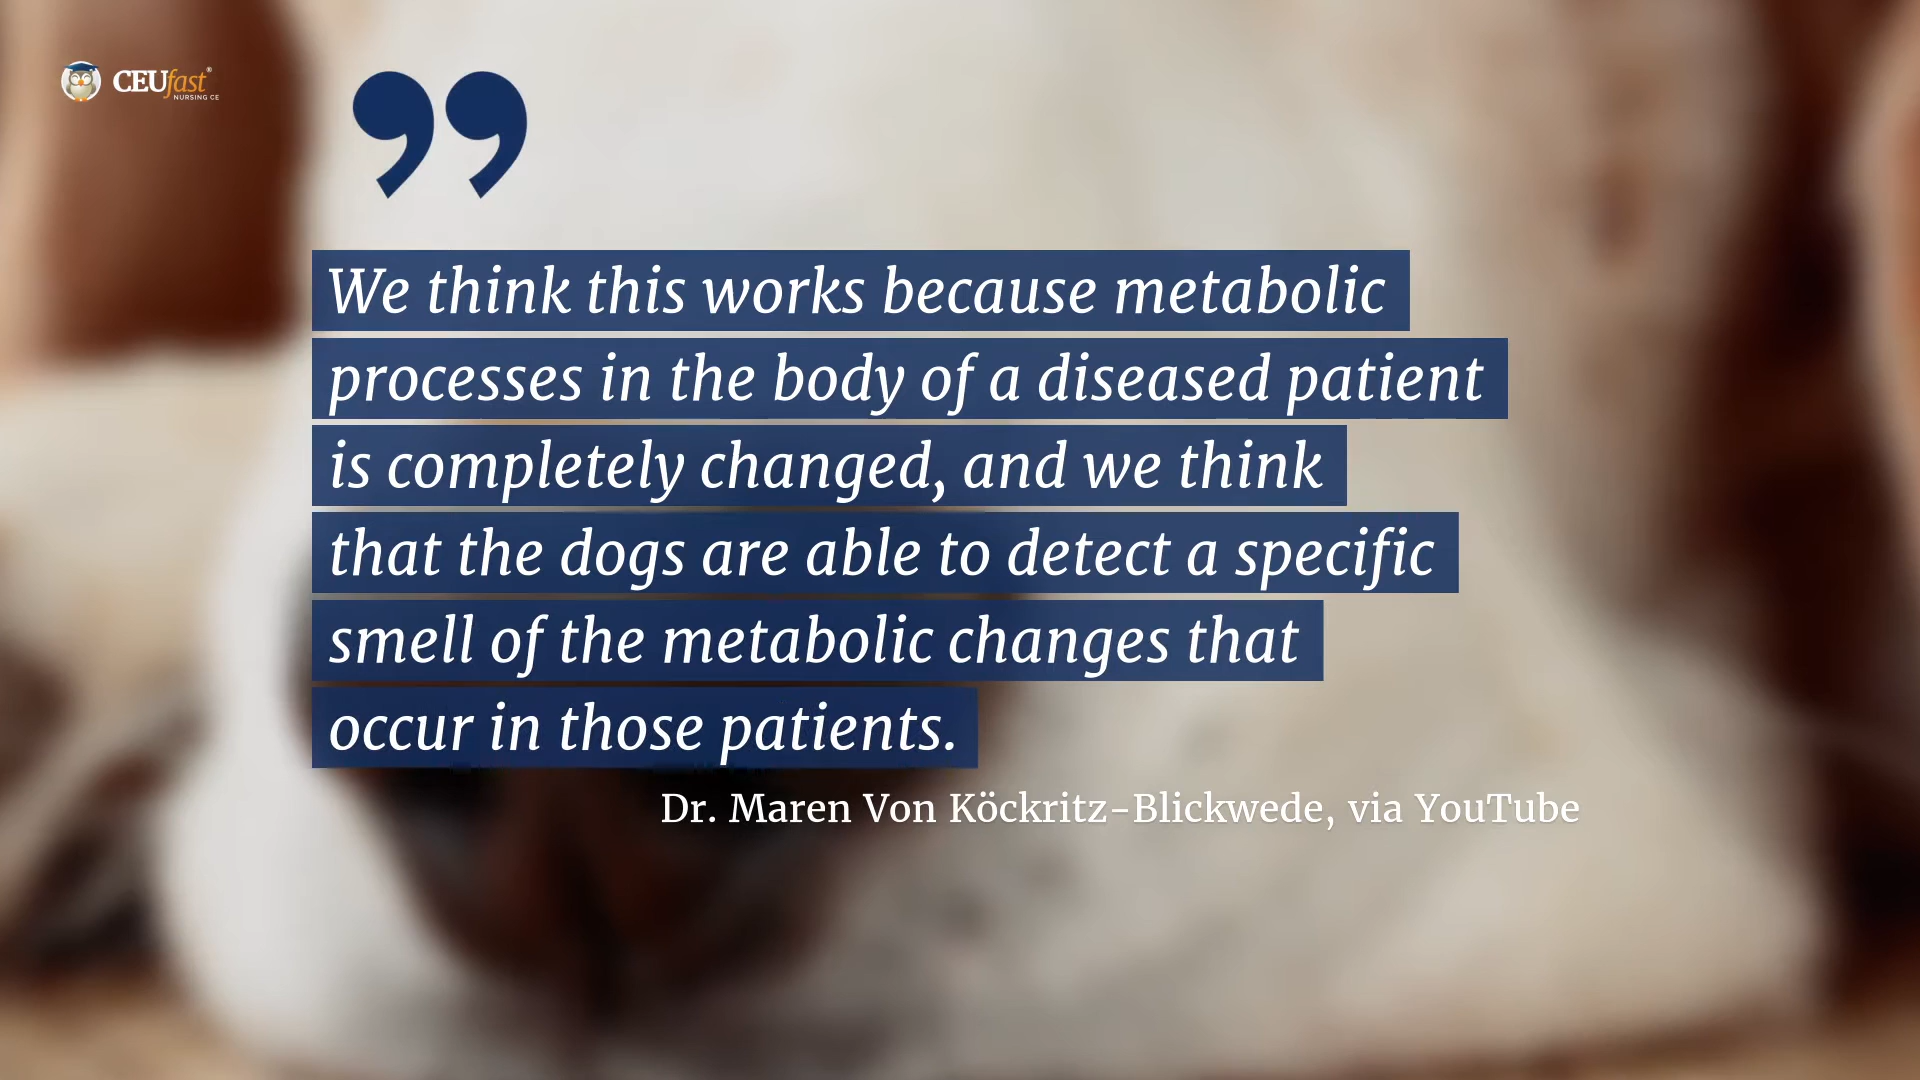 CEUfast®
NURSING CE
”
We think this works because metabolic
processes in the body of a diseased patient
is completely changed, and we think
that the dogs are able to detect a specific
smell of the metabolic changes that
occur in those patients.
Dr. Maren Von Köckritz-Blickwede, via YouTube